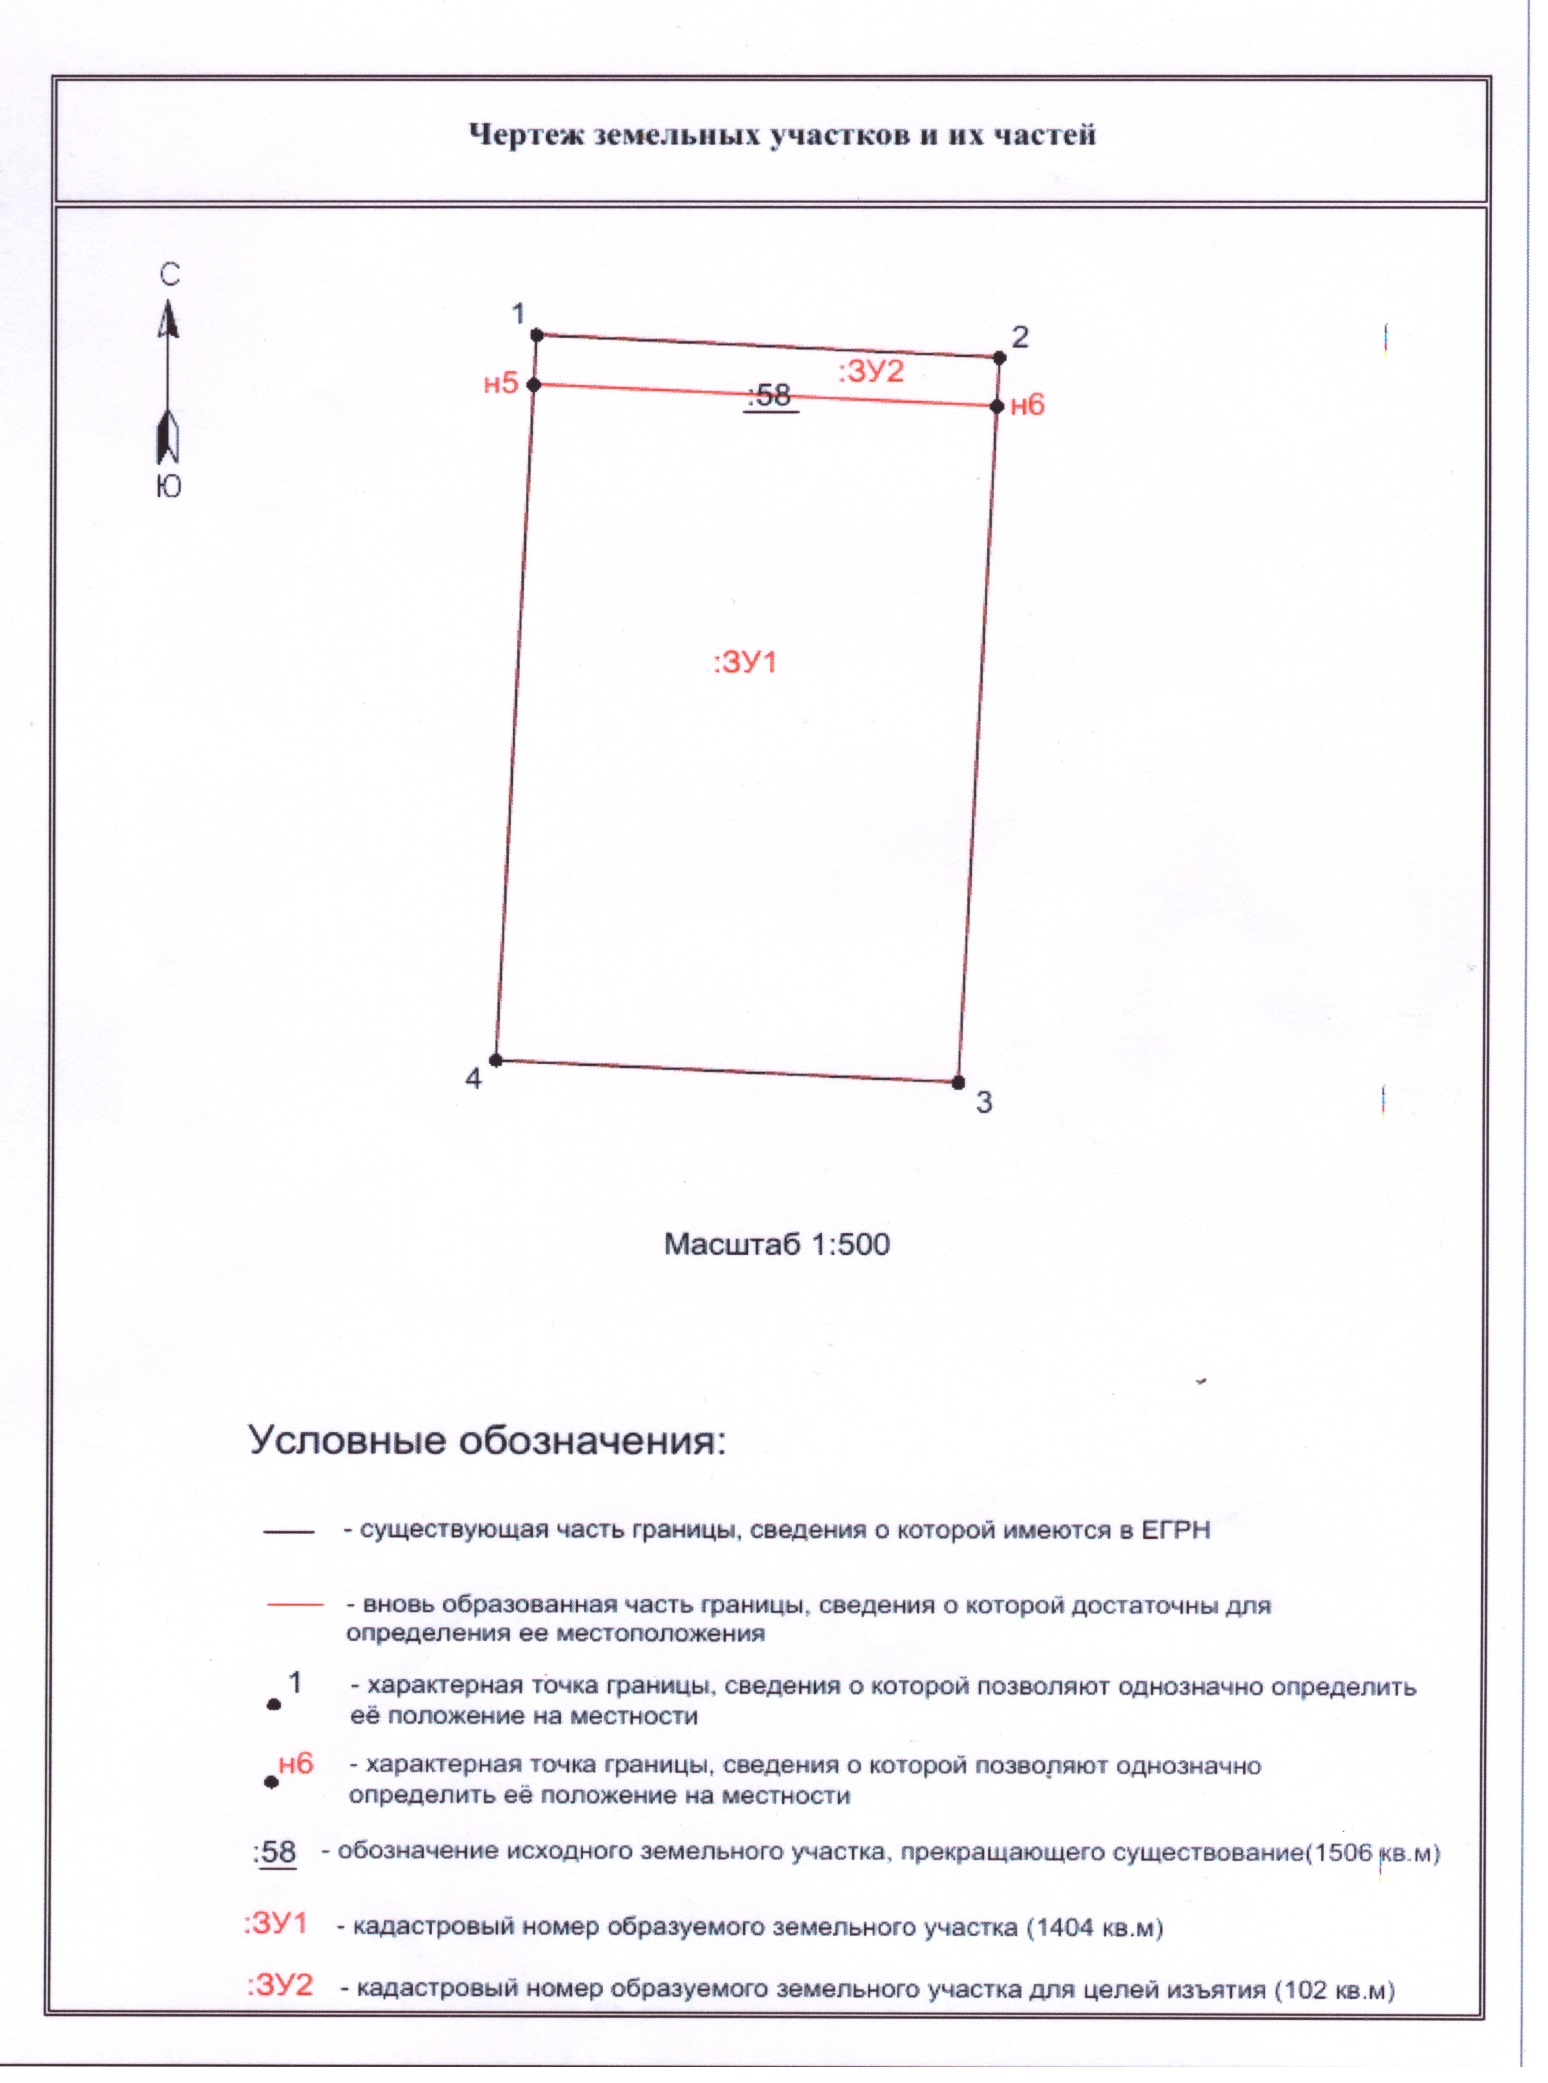 Чертеж земельных участков и их частей
С
Ю
1
2
:ЗУ2
н5
:58
н6
:ЗУ1
4
3
Масштаб 1:500
Условные обозначения:
- существующая часть границы, сведения о которой имеются в ЕГРН
- вновь образованная часть границы, сведения о которой достаточны для
определения ее местоположения
1 - характерная точка границы, сведения о которой позволяют однозначно определить
её положение на местности
н6 - характерная точка границы, сведения о которой позволяют однозначно
определить её положение на местности
:58 - обозначение исходного земельного участка, прекращающего существование(1506 кв.м)
:ЗУ1 - кадастровый номер образуемого земельного участка (1404 кв.м)
:ЗУ2 - кадастровый номер образуемого земельного участка для целей изъятия (102 кв.м)